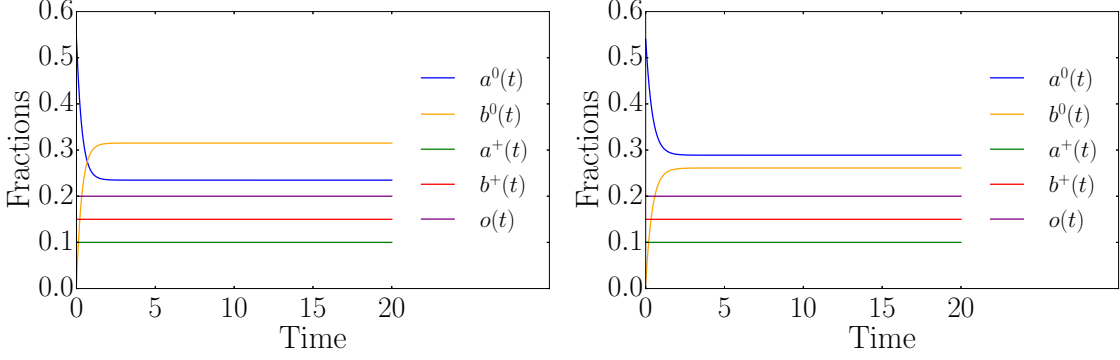 0.6
0.5
0.4
0.3
0.2
0.1
0.0
Fractions
0 5 10 15 20
Time
a⁰(t)
b⁰(t)
a⁺(t)
b⁺(t)
o(t)
0.6
0.5
0.4
0.3
0.2
0.1
0.0
Fractions
0 5 10 15 20
Time
a⁰(t)
b⁰(t)
a⁺(t)
b⁺(t)
o(t)